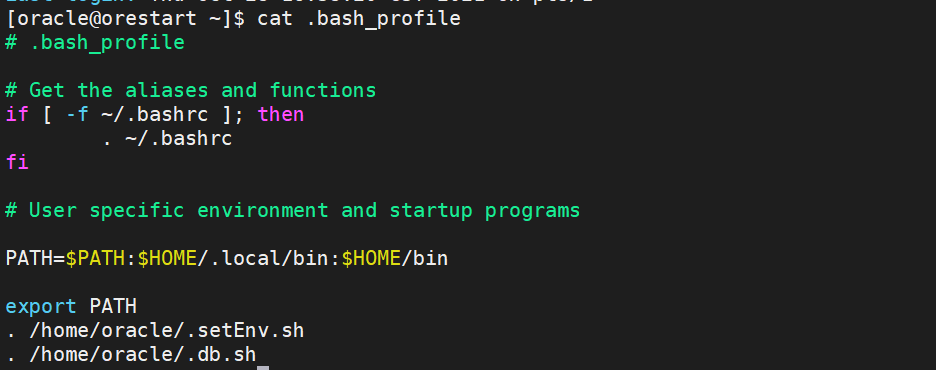 [oracle@orestart ~]$ cat .bash_profile
# .bash_profile
# Get the aliases and functions
if [ -f ~/.bashrc ]; then
        . ~/.bashrc
fi
# User specific environment and startup programs
PATH=$PATH:$HOME/.local/bin:$HOME/bin
export PATH
. /home/oracle/.setEnv.sh
. /home/oracle/.db.sh